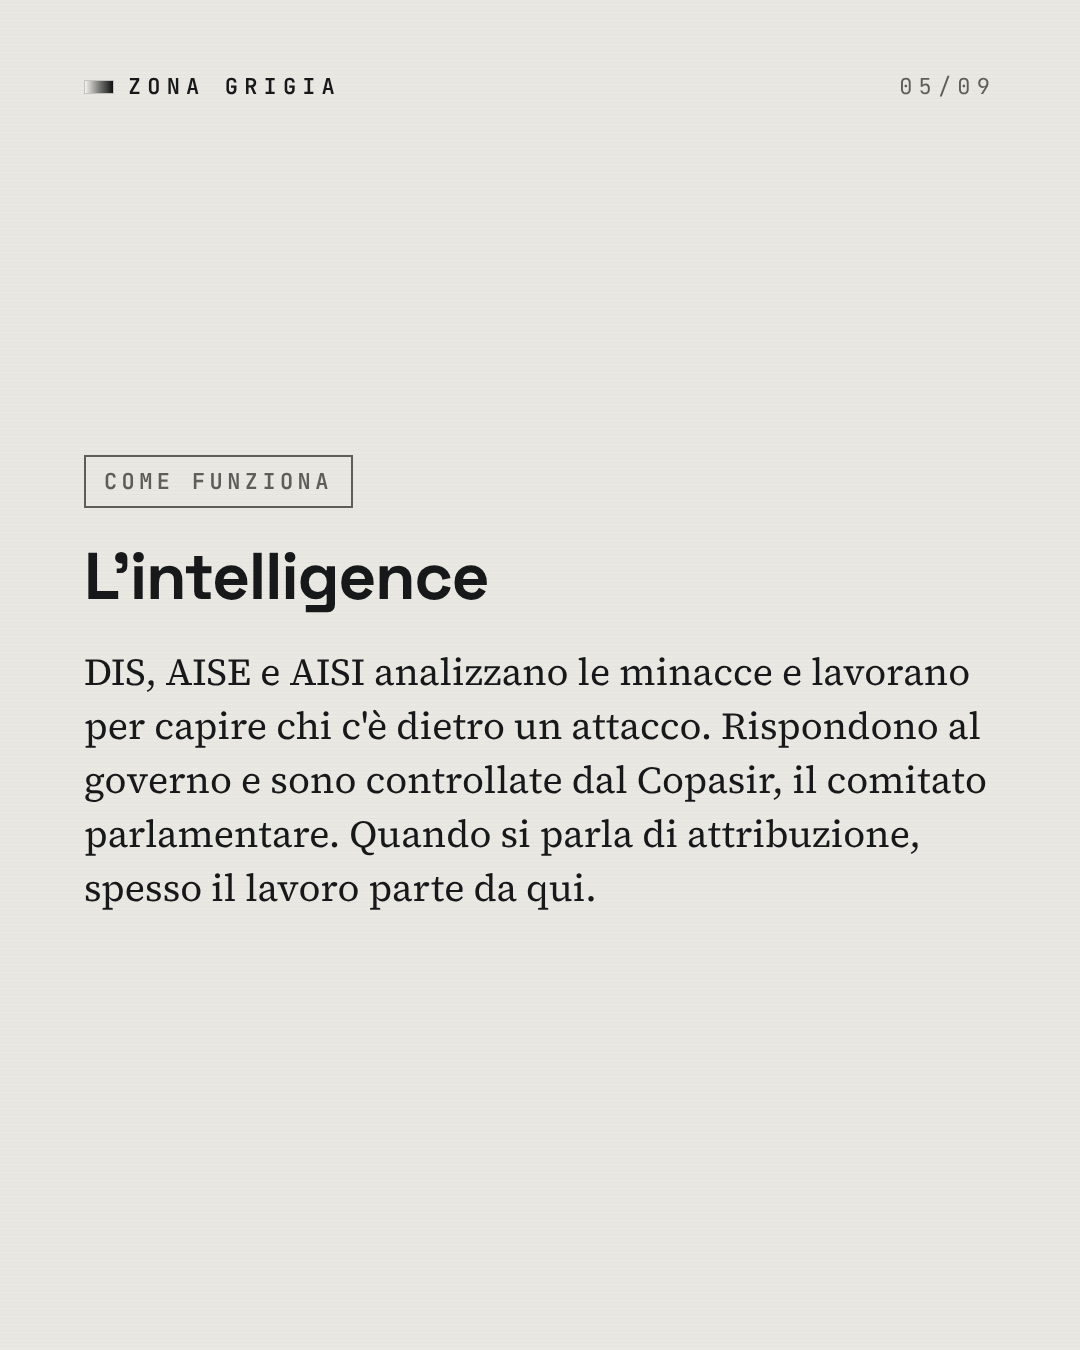 ZONA GRIGIA
05/09
COME FUNZIONA
L’intelligence
DIS, AISE e AISI analizzano le minacce e lavorano
per capire chi c'è dietro un attacco. Rispondono al
governo e sono controllate dal Copasir, il comitato
parlamentare. Quando si parla di attribuzione,
spesso il lavoro parte da qui.